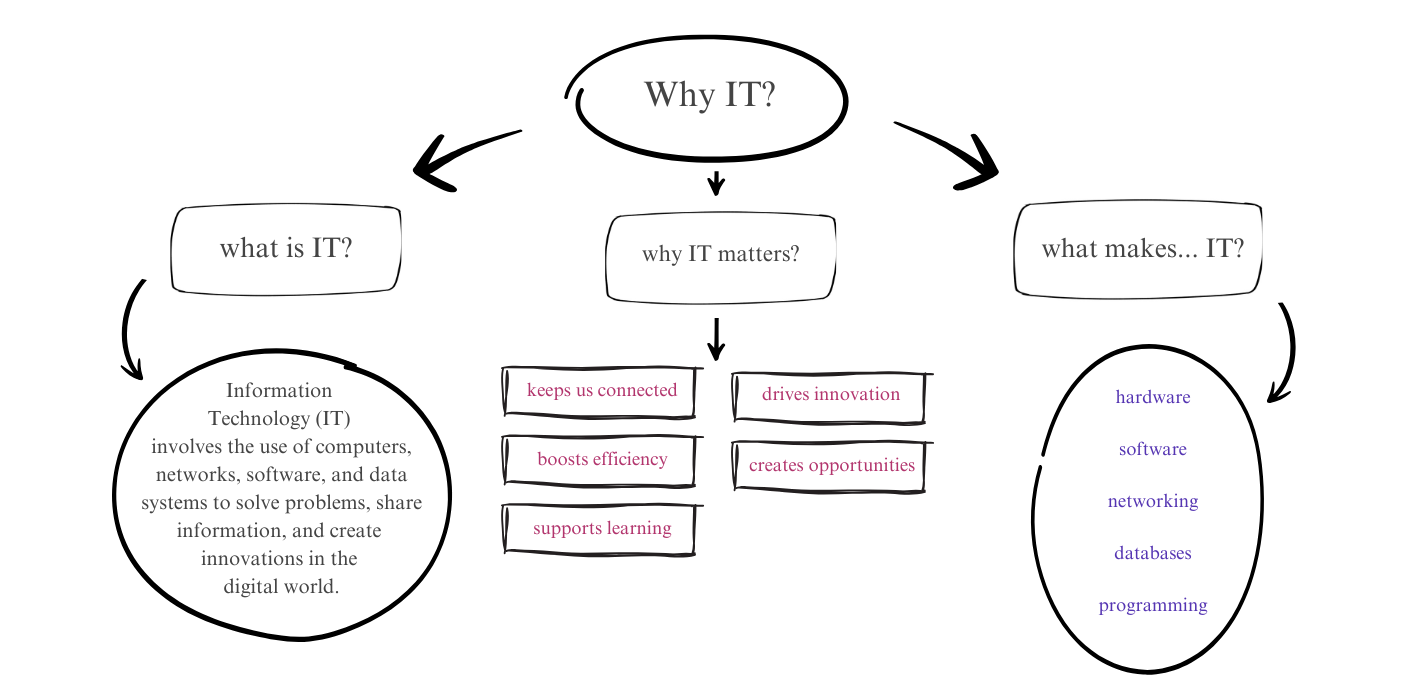 Why IT?
what is IT?
why IT matters?
what makes... IT?
Information
Technology (IT)
involves the use of computers,
networks, software, and data
systems to solve problems, share
information, and create
innovations in the
digital world.
keeps us connected
drives innovation
boosts efficiency
creates opportunities
supports learning
hardware
software
networking
databases
programming